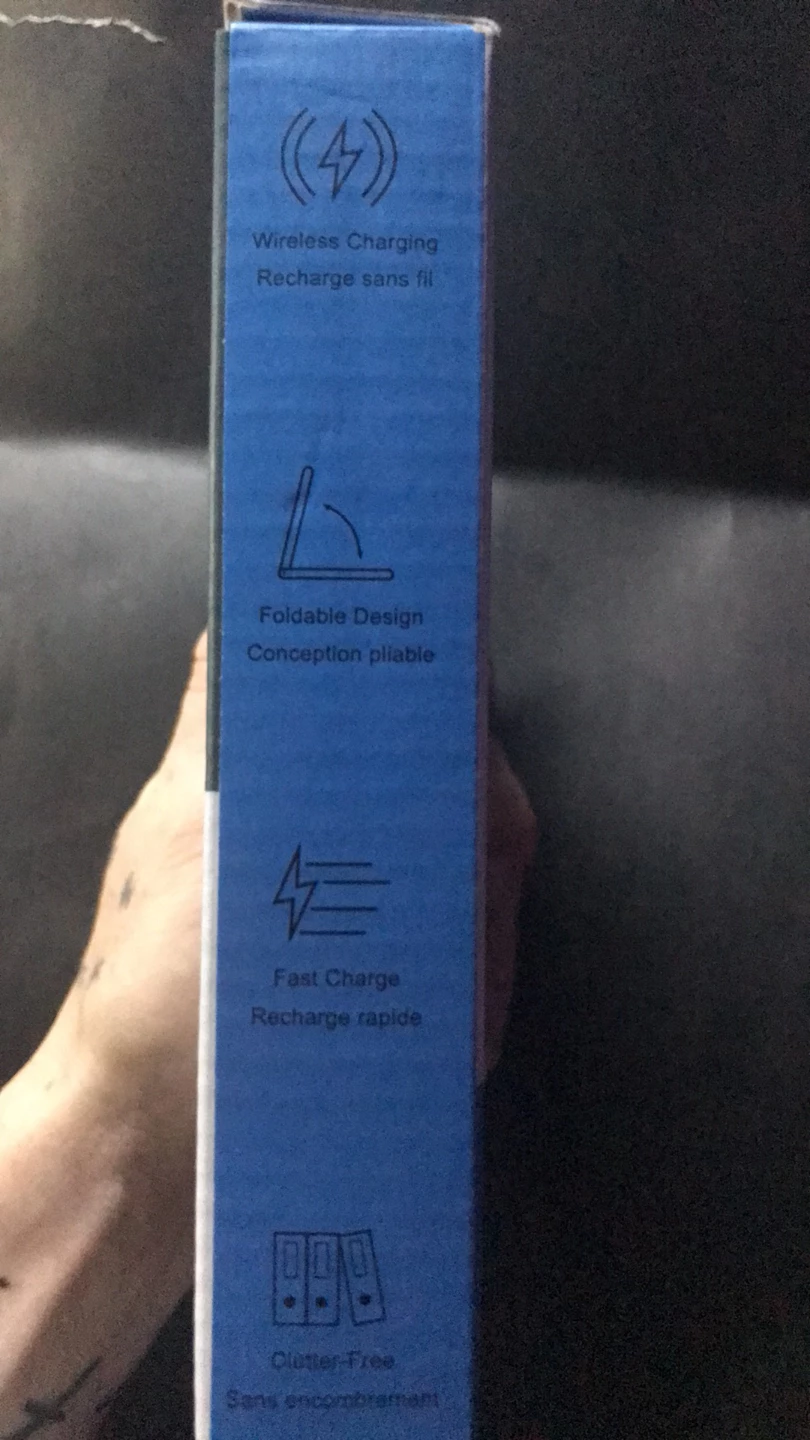 Wireless Charging
Recharge sans fil
Foldable Design
Conception pliable
Fast Charge
Recharge rapide
Clutter-Free
Sans encombrement